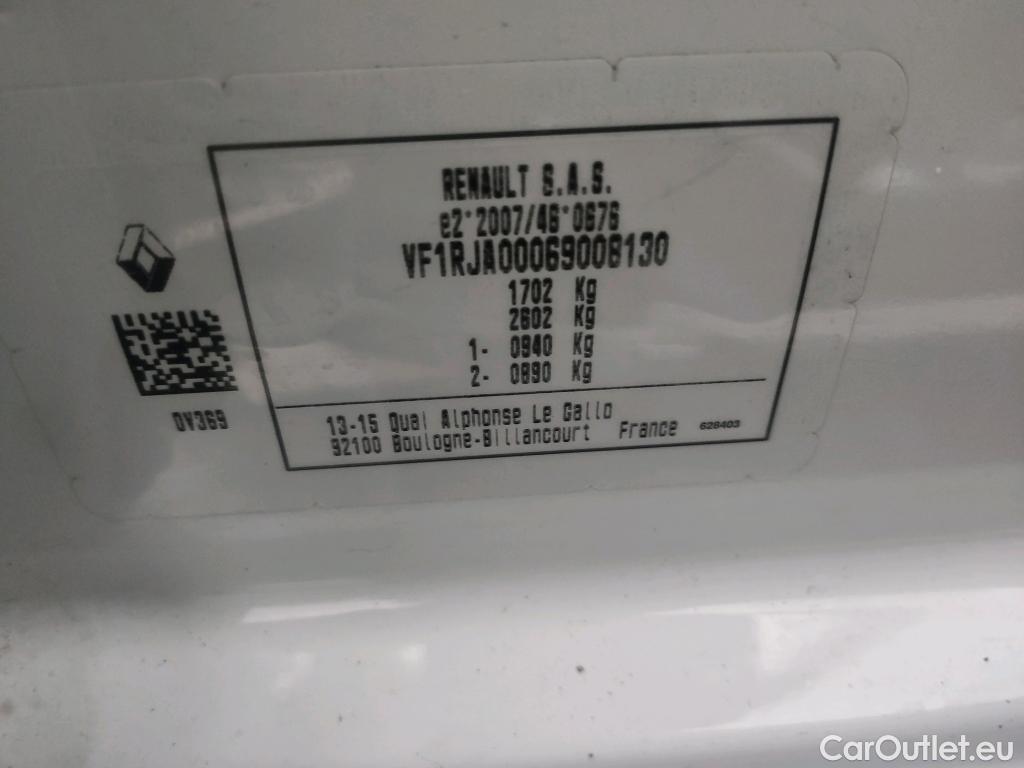 RENAULT S.A.S.
e2*2007/46*0676
VF1RJA00069008130
1702 Kg
2602 Kg
1- 0940 Kg
2- 0890 Kg
DV369
13-15 Quai Alphonse Le Gallo
92100 Boulogne-Billancourt France 628403
CarOutlet.eu